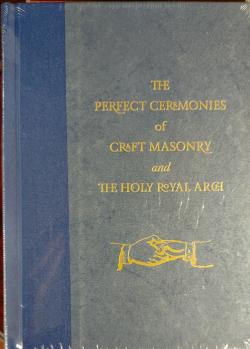 THE
PERFECT CEREMONIES
of
CRAFT MASONRY
and
THE HOLY ROYAL ARCH